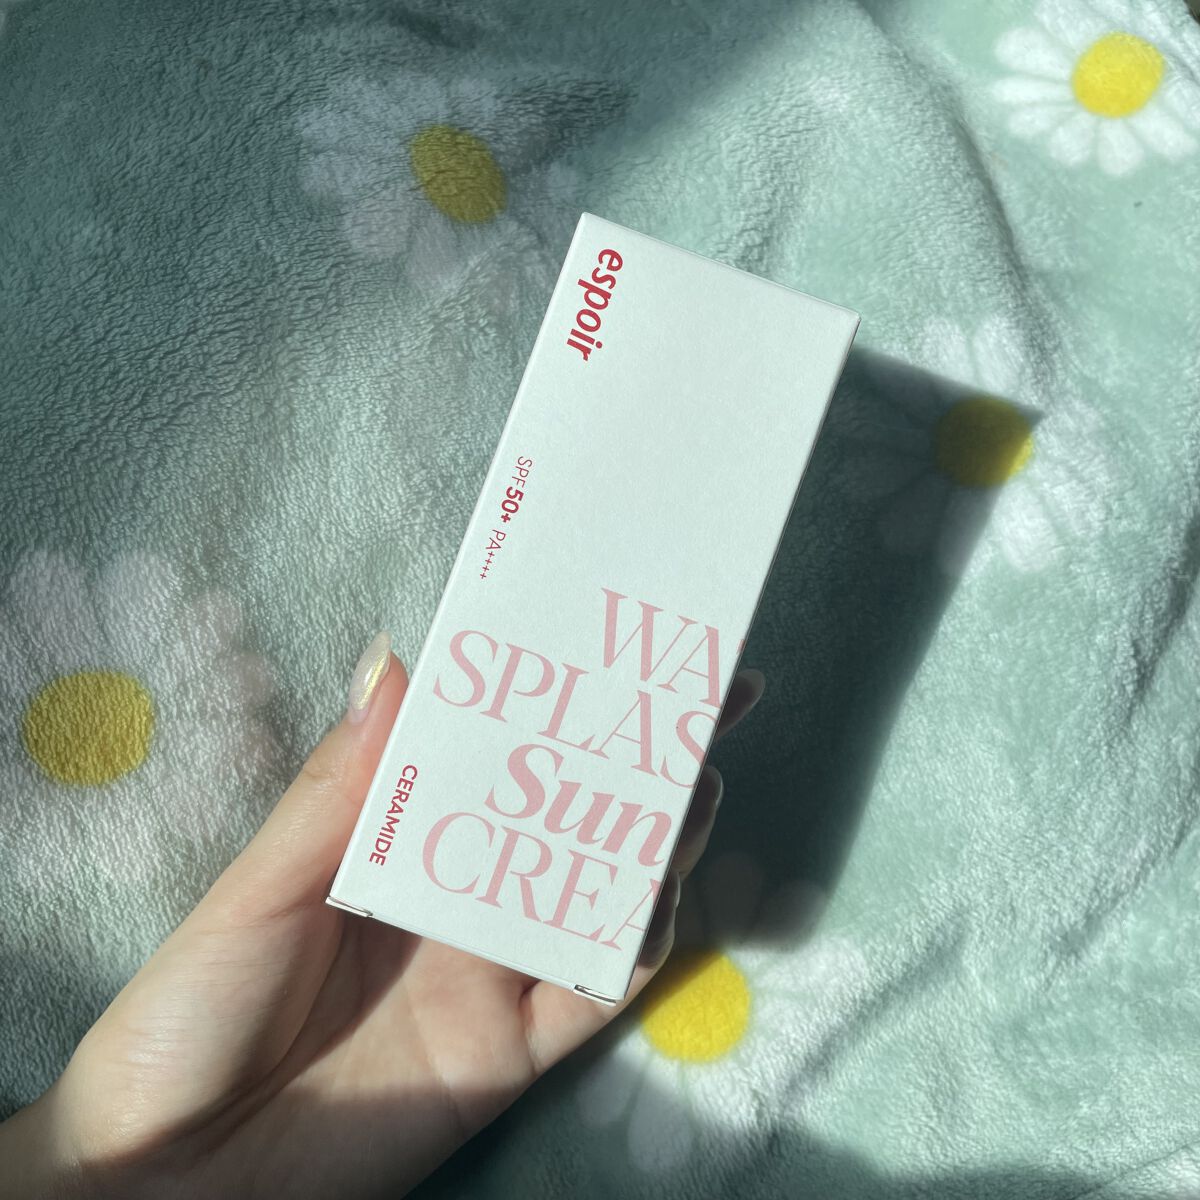 espoir
SPF50+ PA++++
WA
SPLAS
Sun
CREA
CERAMIDE